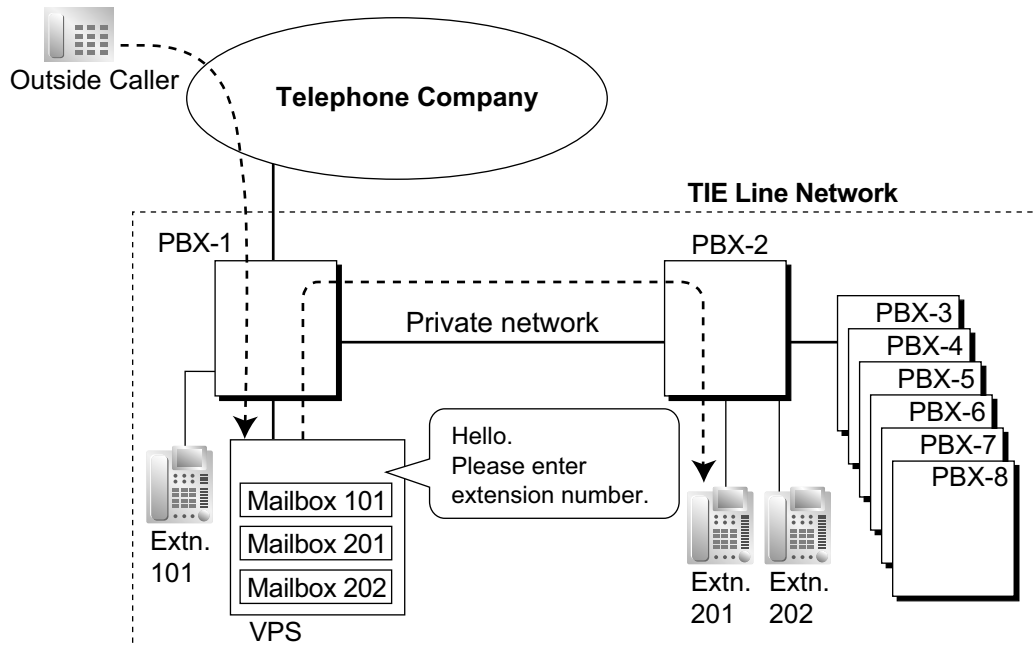 Outside Caller
Telephone Company
TIE Line Network
PBX-1
PBX-2
Private network
PBX-3
PBX-4
PBX-5
PBX-6
PBX-7
PBX-8
Hello.
Please enter
extension number.
Mailbox 101
Mailbox 201
Mailbox 202
VPS
Extn.
101
Extn.
201
Extn.
202